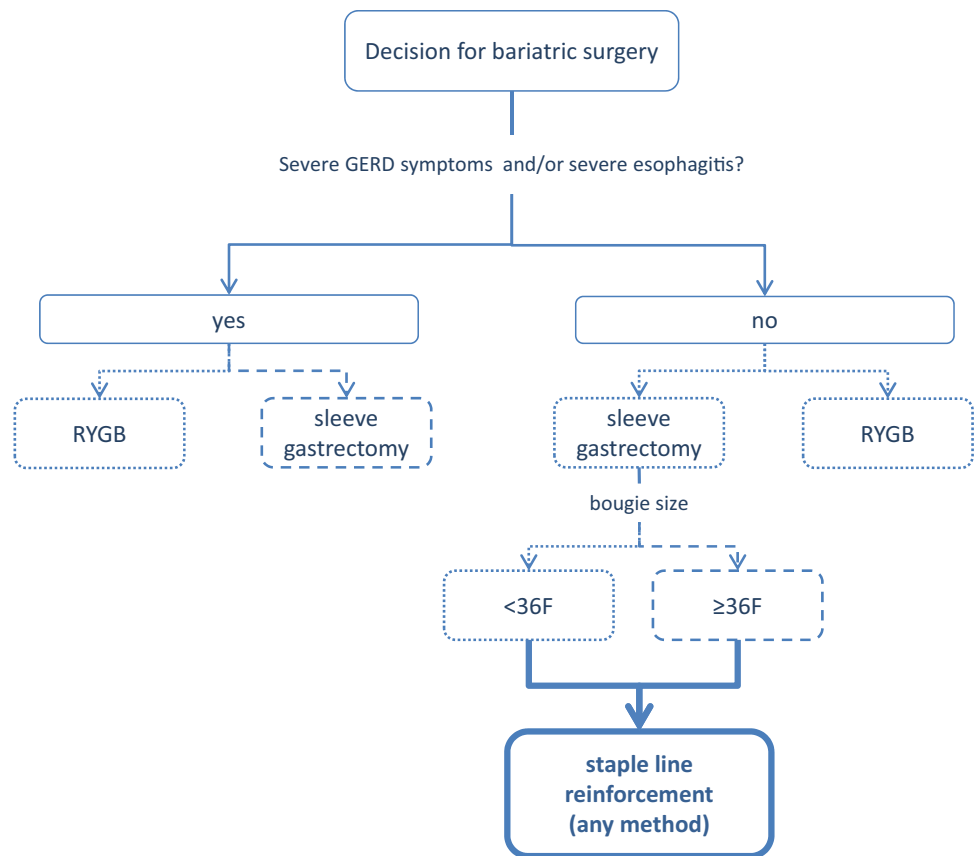 Decision for bariatric surgery
Severe GERD symptoms and/or severe esophagitis?
yes
no
RYGB
sleeve
gastrectomy
sleeve
gastrectomy
RYGB
bougie size
<36F
≥36F
staple line
reinforcement
(any method)